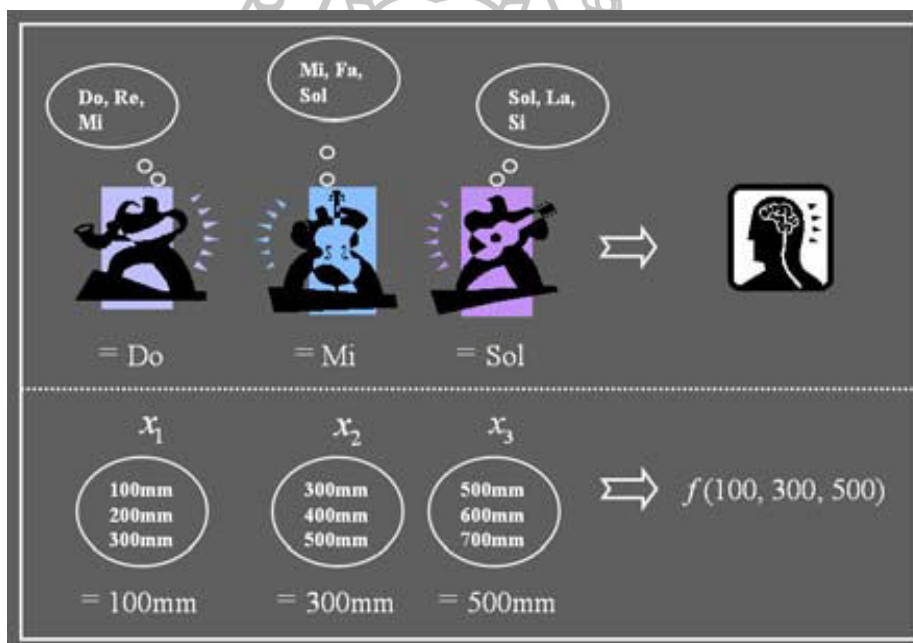 Do, Re,
Mi
Mi, Fa,
Sol
Sol, La,
Si
= Do
= Mi
= Sol
x₁
x₂
x₃
100mm
200mm
300mm
300mm
400mm
500mm
500mm
600mm
700mm
f(100, 300, 500)
= 100mm
= 300mm
= 500mm